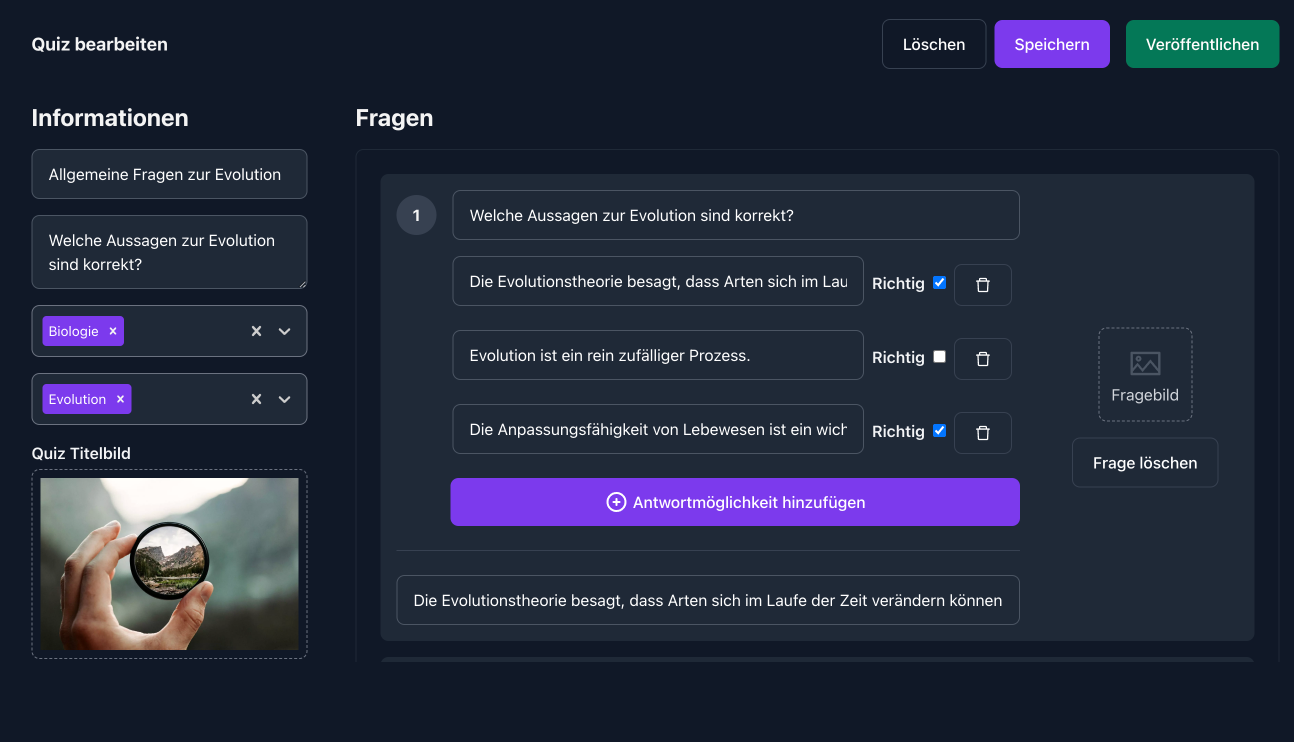 Quiz bearbeiten
Löschen
Speichern
Veröffentlichen
Informationen
Allgemeine Fragen zur Evolution
Welche Aussagen zur Evolution
sind korrekt?
Biologie
Evolution
Quiz Titelbild
Fragen
1
Welche Aussagen zur Evolution sind korrekt?
Die Evolutionstheorie besagt, dass Arten sich im Lau
Richtig
Evolution ist ein rein zufälliger Prozess.
Richtig
Die Anpassungsfähigkeit von Lebewesen ist ein wich
Richtig
Antwortmöglichkeit hinzufügen
Die Evolutionstheorie besagt, dass Arten sich im Laufe der Zeit verändern können
Fragebild
Frage löschen